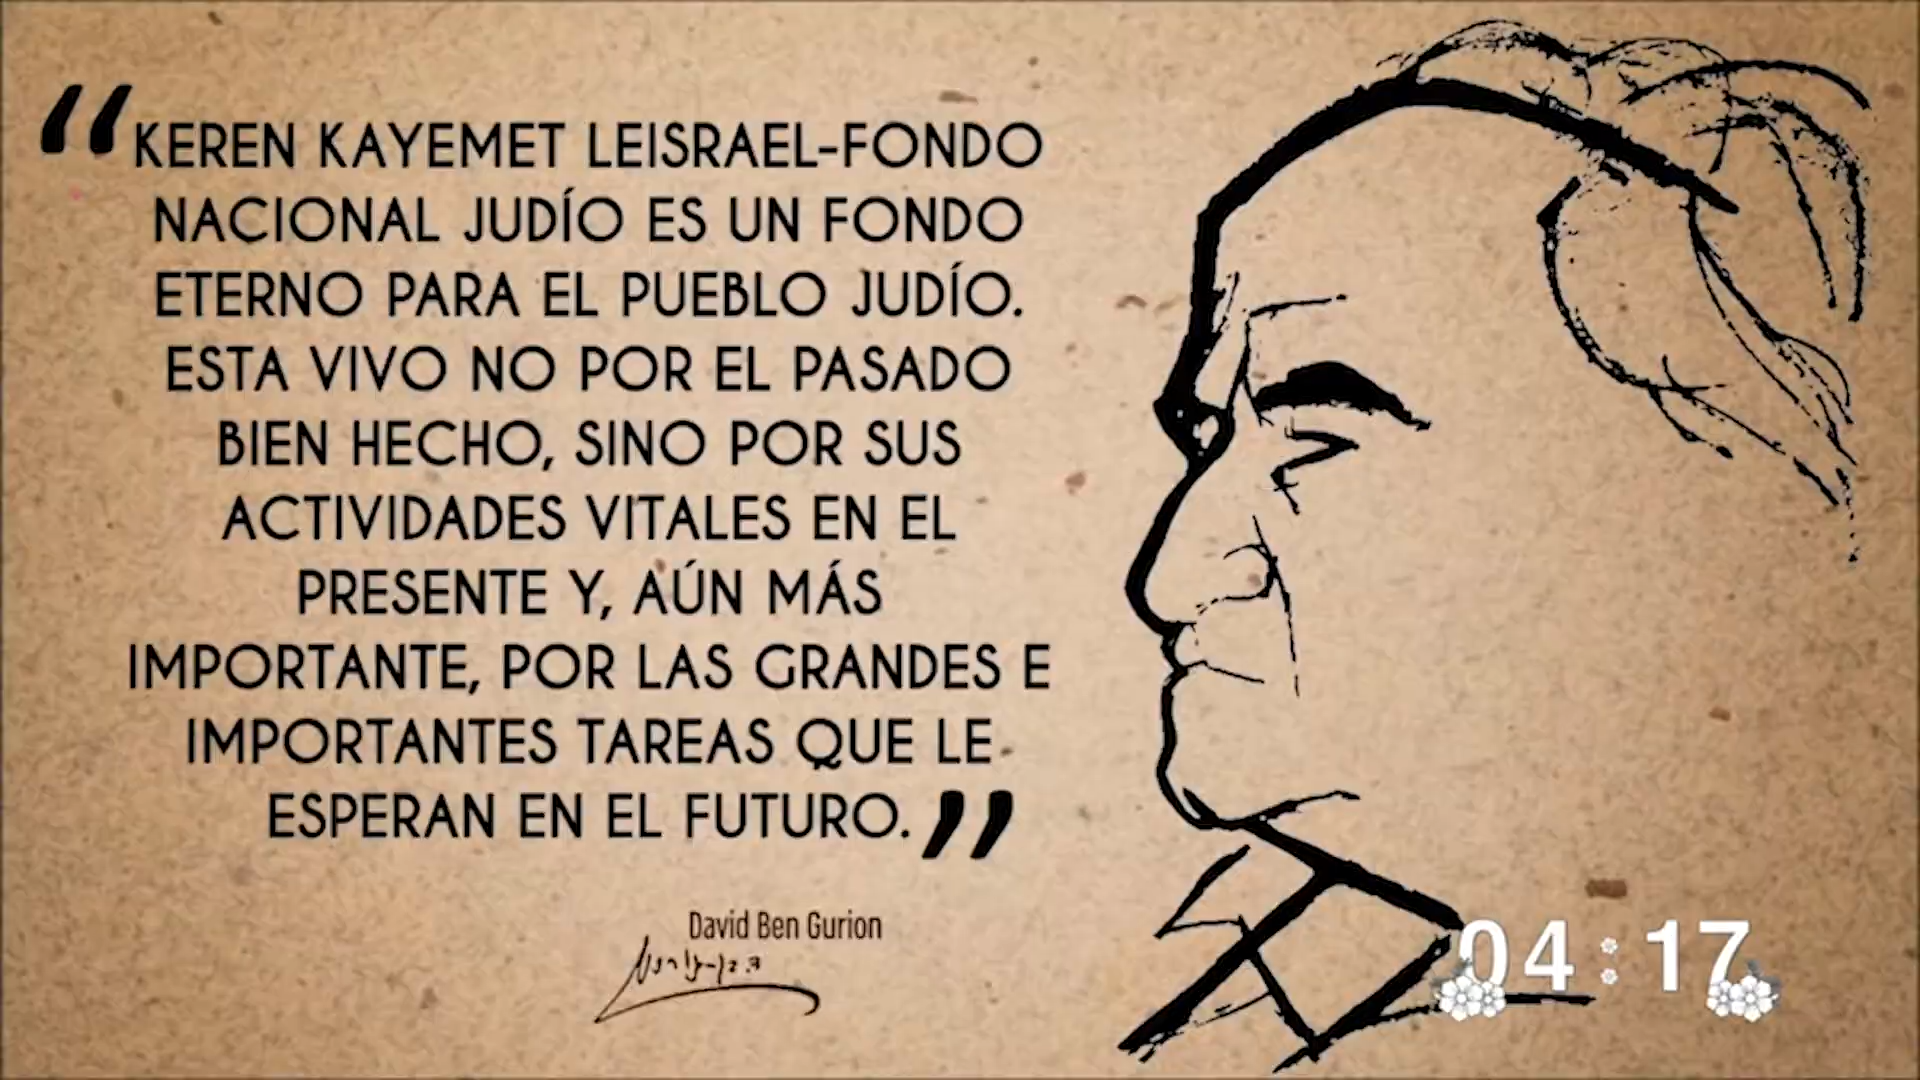 “KEREN KAYEMET LEISRAEL-FONDO
NACIONAL JUDÍO ES UN FONDO
ETERNO PARA EL PUEBLO JUDÍO.
ESTA VIVO NO POR EL PASADO
BIEN HECHO, SINO POR SUS
ACTIVIDADES VITALES EN EL
PRESENTE Y, AÚN MÁS
IMPORTANTE, POR LAS GRANDES E
IMPORTANTES TAREAS QUE LE
ESPERAN EN EL FUTURO.”
David Ben Gurion
04:17